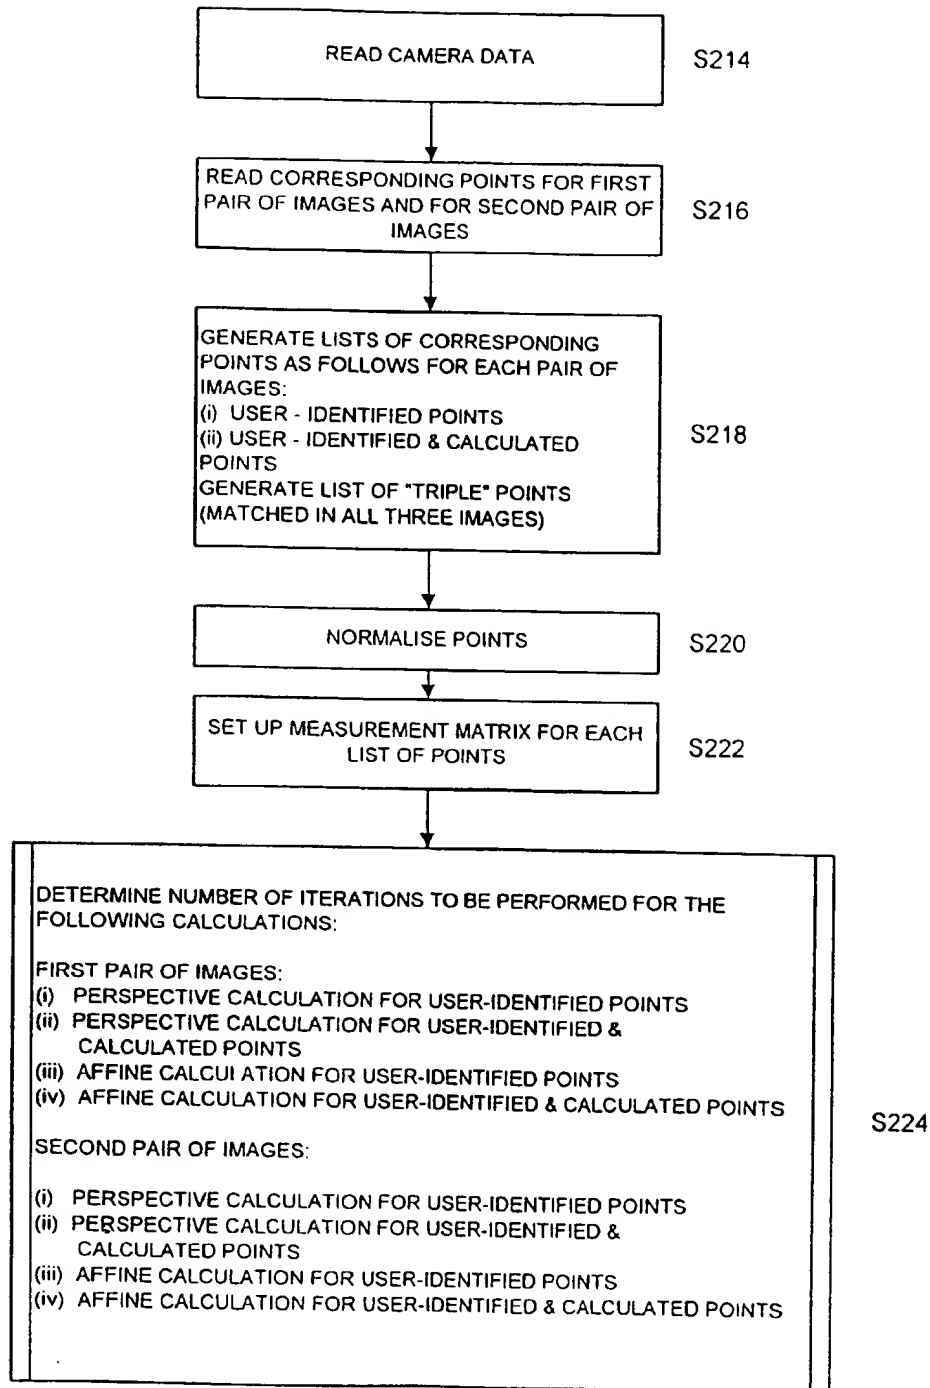 READ CAMERA DATA
S214
READ CORRESPONDING POINTS FOR FIRST
PAIR OF IMAGES AND FOR SECOND PAIR OF
IMAGES
S216
GENERATE LISTS OF CORRESPONDING
POINTS AS FOLLOWS FOR EACH PAIR OF
IMAGES:
(i) USER - IDENTIFIED POINTS
(ii) USER - IDENTIFIED & CALCULATED
POINTS
GENERATE LIST OF "TRIPLE" POINTS
(MATCHED IN ALL THREE IMAGES)
S218
NORMALISE POINTS
S220
SET UP MEASUREMENT MATRIX FOR EACH
LIST OF POINTS
S222
DETERMINE NUMBER OF ITERATIONS TO BE PERFORMED FOR THE
FOLLOWING CALCULATIONS:
FIRST PAIR OF IMAGES:
(i) PERSPECTIVE CALCULATION FOR USER-IDENTIFIED POINTS
(ii) PERSPECTIVE CALCULATION FOR USER-IDENTIFIED &
CALCULATED POINTS
(iii) AFFINE CALCULATION FOR USER-IDENTIFIED POINTS
(iv) AFFINE CALCULATION FOR USER-IDENTIFIED & CALCULATED POINTS
SECOND PAIR OF IMAGES:
(i) PERSPECTIVE CALCULATION FOR USER-IDENTIFIED POINTS
(ii) PERSPECTIVE CALCULATION FOR USER-IDENTIFIED &
CALCULATED POINTS
(iii) AFFINE CALCULATION FOR USER-IDENTIFIED POINTS
(iv) AFFINE CALCULATION FOR USER-IDENTIFIED & CALCULATED POINTS
S224